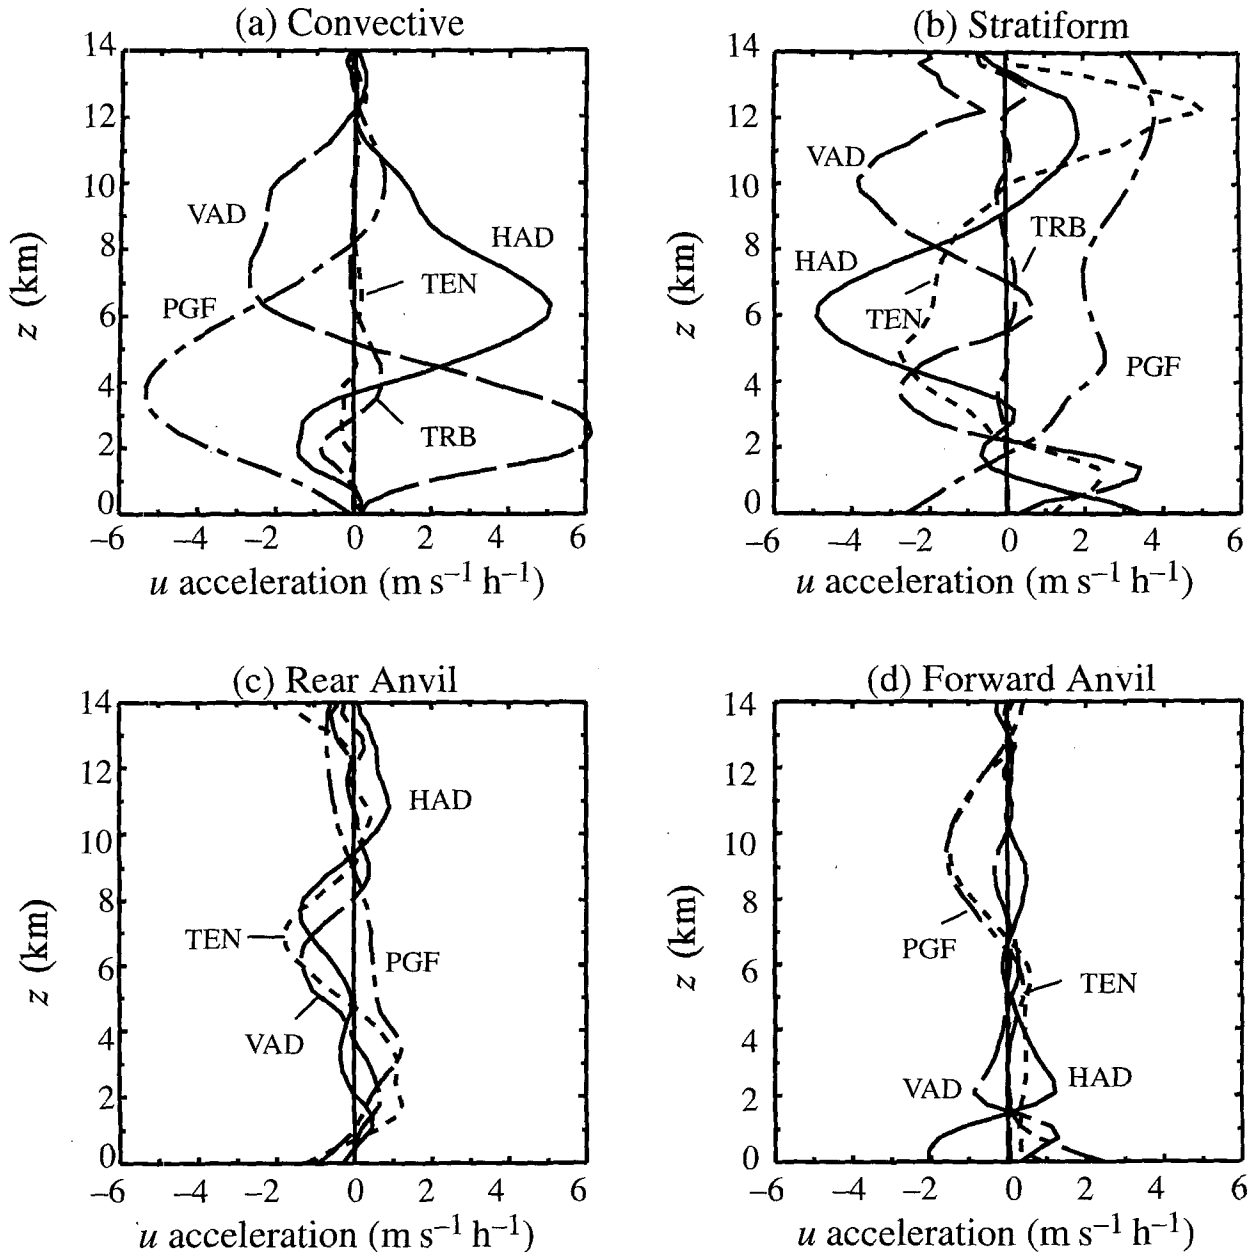 (a) Convective
14
12
10
8
6
4
2
0
z (km)
VAD
HAD
TEN
PGF
TRB
−6 −4 −2 0 2 4 6
u acceleration (m s⁻¹ h⁻¹)
(b) Stratiform
14
12
10
8
6
4
2
0
z (km)
VAD
TRB
HAD
TEN
PGF
−6 −4 −2 0 2 4 6
u acceleration (m s⁻¹ h⁻¹)
(c) Rear Anvil
14
12
10
8
6
4
2
0
z (km)
HAD
TEN
PGF
VAD
−6 −4 −2 0 2 4 6
u acceleration (m s⁻¹ h⁻¹)
(d) Forward Anvil
14
12
10
8
6
4
2
0
z (km)
PGF
TEN
VAD
HAD
−6 −4 −2 0 2 4 6
u acceleration (m s⁻¹ h⁻¹)